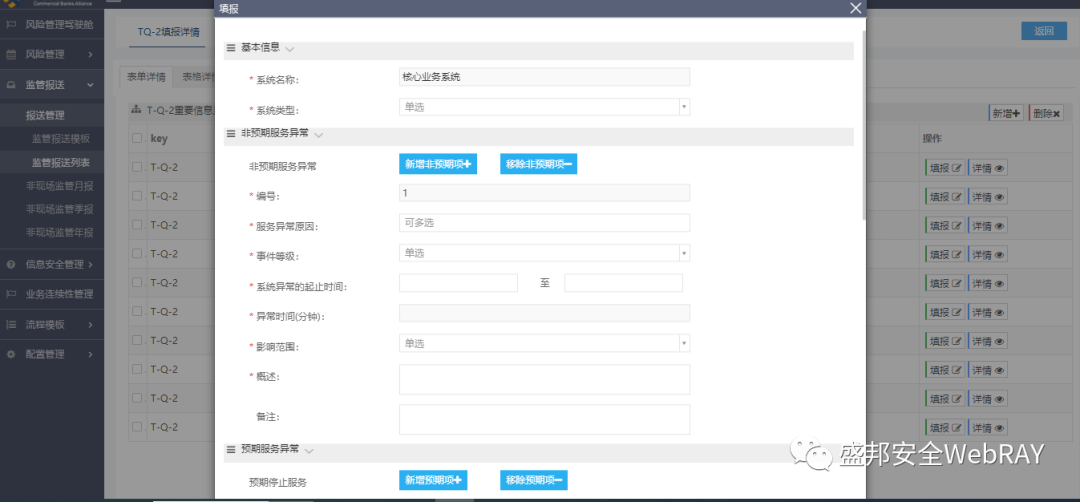 Commercial Banks Alliance
填报
风险管理驾驶舱
风险管理
监管报送
报送管理
监管报送模板
监管报送列表
非现场监管月报
非现场监管季报
非现场监管年报
信息安全管理
业务连续性管理
流程模板
配置管理
TQ-2填报详情
返回
表单详情 表格详
T-Q-2重要信息
新增 删除
key
操作
T-Q-2 填报 详情
T-Q-2 填报 详情
T-Q-2 填报 详情
T-Q-2 填报 详情
T-Q-2 填报 详情
T-Q-2 填报 详情
T-Q-2 填报 详情
T-Q-2 填报 详情
T-Q-2 填报 详情
T-Q-2 填报 详情
基本信息
* 系统名称: 核心业务系统
* 系统类型: 单选
非预期服务异常
非预期服务异常 新增非预期项+ 移除非预期项-
* 编号: 1
* 服务异常原因: 可多选
* 事件等级: 单选
* 系统异常的起止时间: 至
* 异常时间(分钟):
* 影响范围: 单选
* 概述:
备注:
预期服务异常
预期停止服务 新增预期项+ 移除预期项-
盛邦安全WebRAY